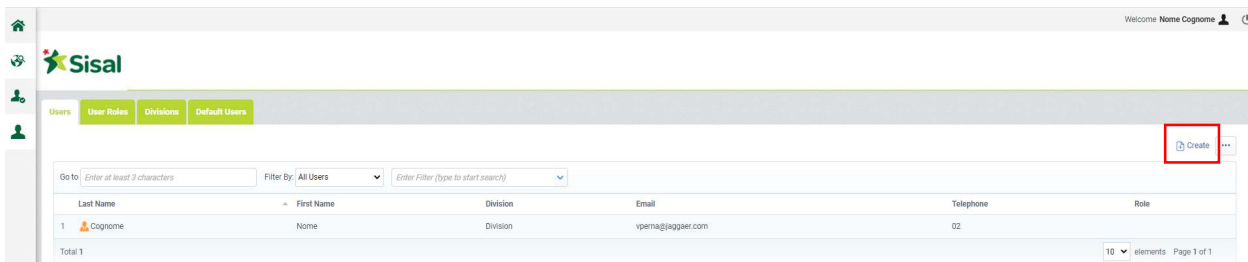 Welcome Nome Cognome
Sisal
Users User Roles Divisions Default Users
Create ...
Go to Enter at least 3 characters Filter By: All Users Enter Filter (type to start search)
Last Name First Name Division Email Telephone Role
1 Cognome Nome Division vperna@jaggaer.com 02
Total 1 10 elements Page 1 of 1